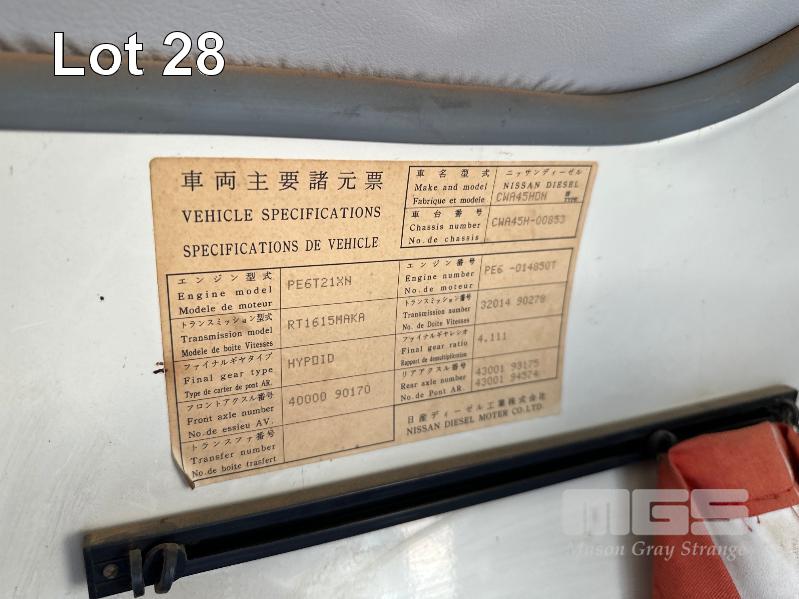 Lot 28
車両主要諸元票
VEHICLE SPECIFICATIONS
SPECIFICATIONS DE VEHICLE
車名型式
Make and model
Fabrique et modele
ニッサンディーゼル
NISSAN DIESEL
CWA45HDN 型 TYPE
車台番号
Chassis number
No. de chassis
CWA45H-00853
エンジン型式
Engine model
Modele de moteur
PE6T21XN
エンジン番号
Engine number
No. de moteur
PE6 -014850T
トランスミッション型式
Transmission model
Modele de boite Vitesses
RT1615MAKA
トランスミッション番号
Transmission number
No. de Doite Vitesses
32014 90278
ファイナルギヤタイプ
Final gear type
Type de carter de pont AR.
HYPOID
ファイナルギヤレシオ
Final gear ratio
Rapport de demultiplication
4.111
フロントアクスル番号
Front axle number
No. de essieu AV.
40000 90170
リアアクスル番号
Rear axle number
No. de Pont AR.
43001 93175
43001 94574
トランスファ番号
Transfer number
No. de boite trasfert
日産ディーゼル工業株式会社
NISSAN DIESEL MOTOR CO. LTD.
MGS
Mason Gray Strange